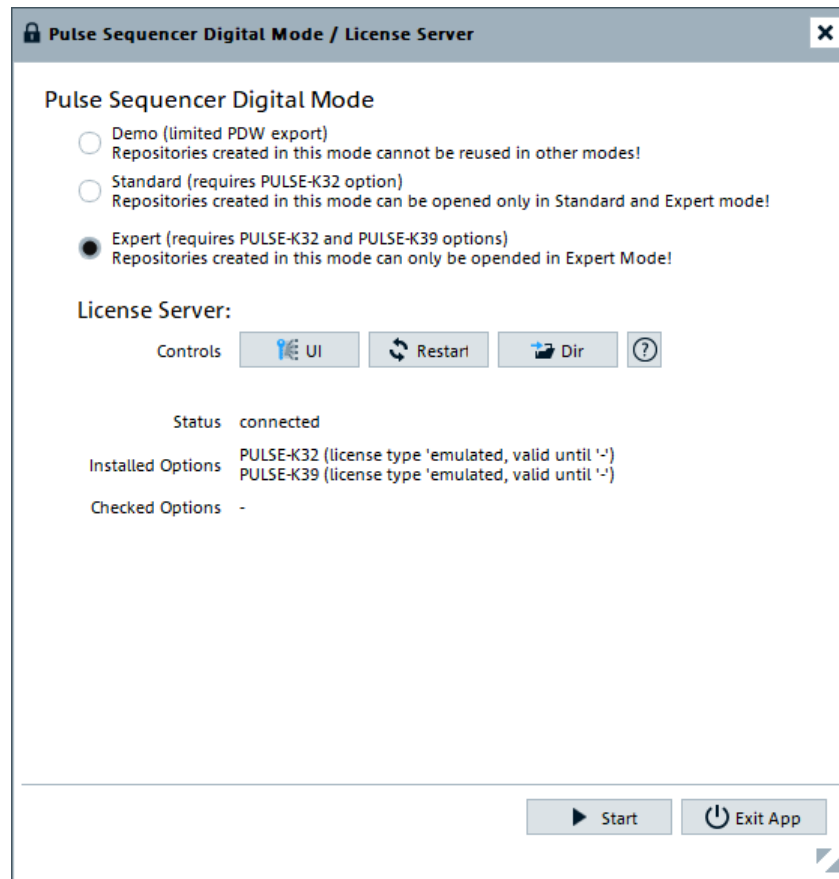 Pulse Sequencer Digital Mode / License Server
Pulse Sequencer Digital Mode
Demo (limited PDW export)
Repositories created in this mode cannot be reused in other modes!
Standard (requires PULSE-K32 option)
Repositories created in this mode can be opened only in Standard and Expert mode!
Expert (requires PULSE-K32 and PULSE-K39 options)
Repositories created in this mode can only be opended in Expert Mode!
License Server:
Controls UI Restart Dir ?
Status connected
Installed Options PULSE-K32 (license type 'emulated, valid until '-')
PULSE-K39 (license type 'emulated, valid until '-')
Checked Options -
Start Exit App